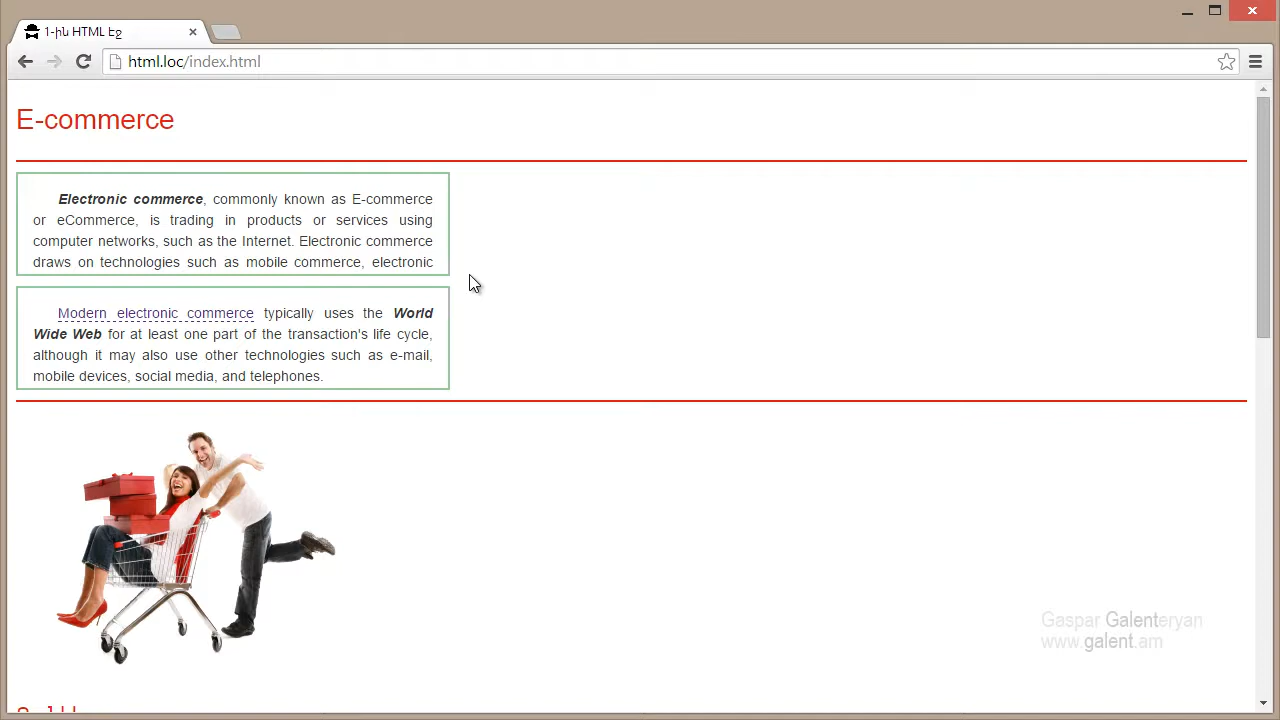 1-ին HTML էջ
html.loc/index.html
E-commerce
Electronic commerce, commonly known as E-commerce
or eCommerce, is trading in products or services using
computer networks, such as the Internet. Electronic commerce
draws on technologies such as mobile commerce, electronic
Modern electronic commerce typically uses the World
Wide Web for at least one part of the transaction's life cycle,
although it may also use other technologies such as e-mail,
mobile devices, social media, and telephones.
Gaspar Galenteryan
www.galent.am